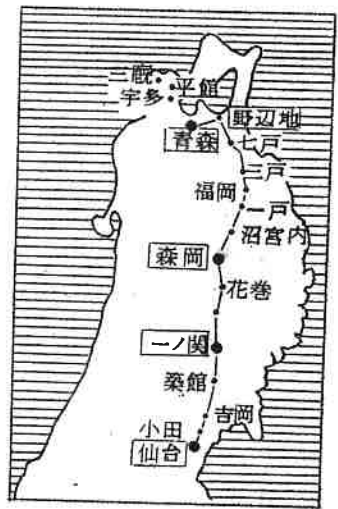 三厩
平館
宇多
野辺地
青森
七戸
三戸
福岡
一戸
沼宮内
森岡
花巻
一ノ関
築館
吉岡
小田
仙台